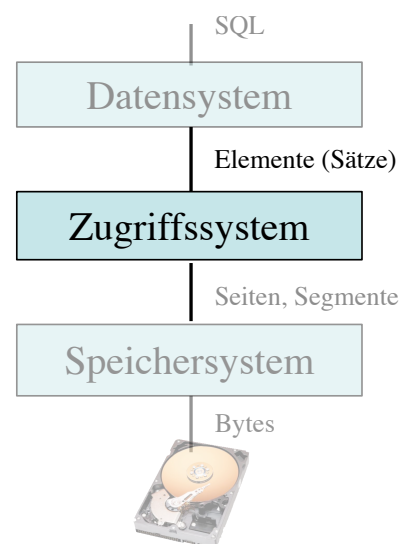 SQL
Datensystem
Elemente (Sätze)
Zugriffssystem
Seiten, Segmente
Speichersystem
Bytes